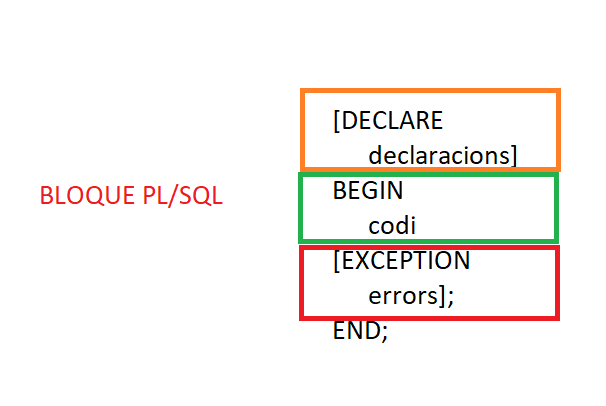 BLOQUE PL/SQL
[DECLARE
declaracions]
BEGIN
codi
[EXCEPTION
errors];
END;